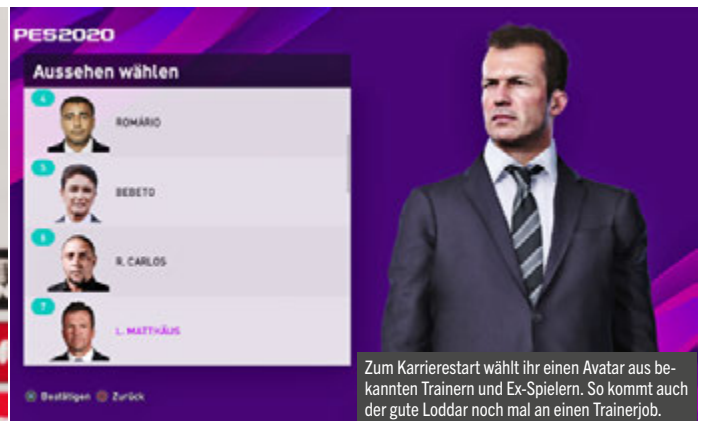 PES2020
Aussehen wählen
4
ROMÁRIO
5
BEBETO
6
R. CARLOS
7
L. MATTHÄUS
Bestätigen Zurück
Zum Karrierestart wählt ihr einen Avatar aus be-
kannten Trainern und Ex-Spielern. So kommt auch
der gute Loddar noch mal an einen Trainerjob.